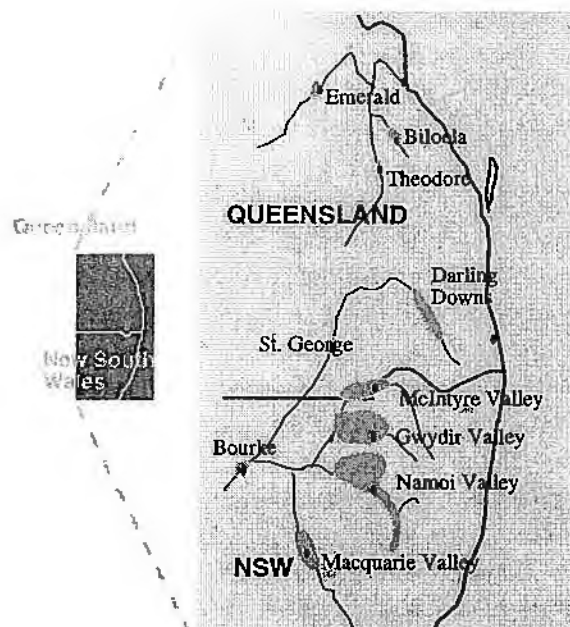 Emerald
Biloela
Theodore
QUEENSLAND
Queensland
Darling
Downs
St. George
New South
Wales
McIntyre Valley
Gwydir Valley
Bourke
Namoi Valley
NSW
Macquarie Valley